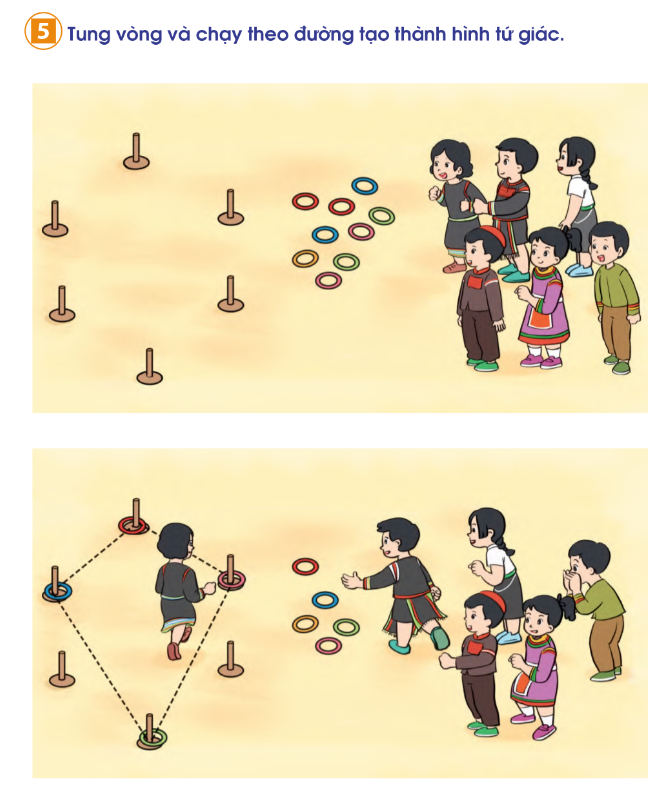 5 Tung vòng và chạy theo đường tạo thành hình tứ giác.